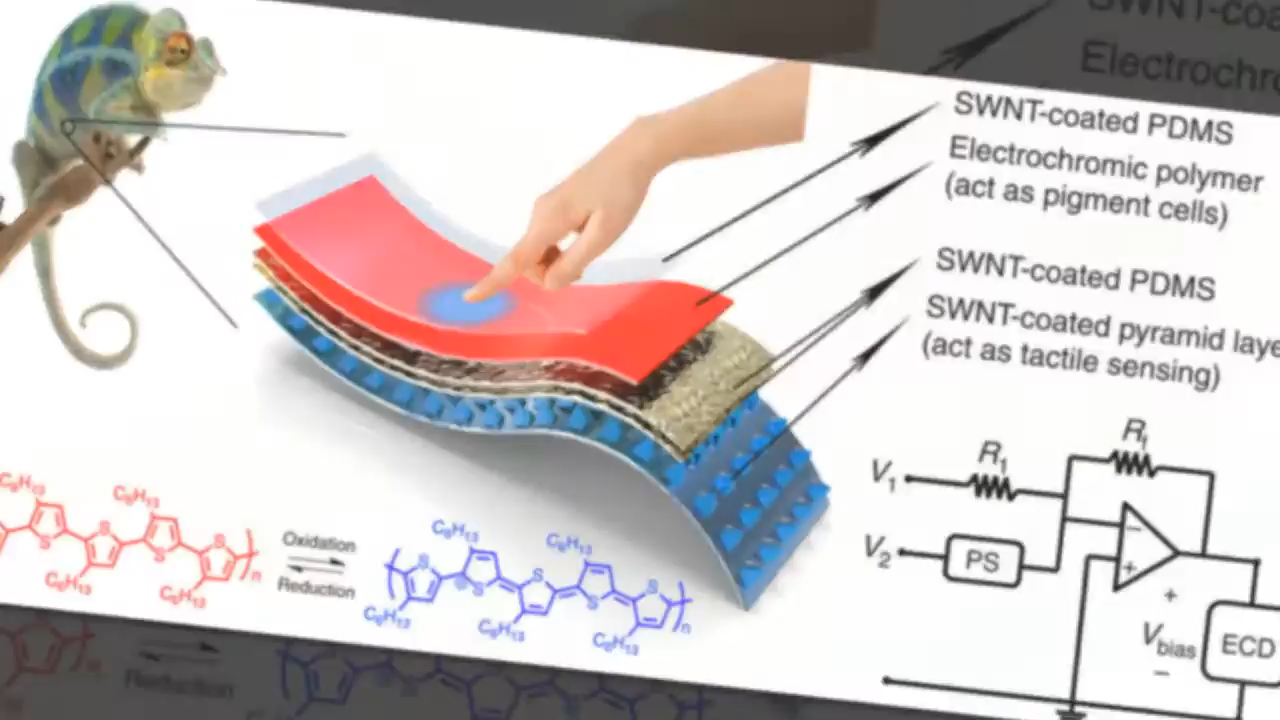 SWNT-coa
Electrochr
SWNT-coated PDMS
Electrochromic polymer
(act as pigment cells)
SWNT-coated PDMS
SWNT-coated pyramid laye
(act as tactile sensing)
R1
Rf
V1
V2
PS
−
+
+
Vbias
−
ECD
C6H13
C6H13
C6H13
C6H13
S
S
S
S
n
Oxidation
Reduction
C6H13
C6H13
C6H13
C6H13
C6H13
S
S
S
S
S
n
Reduction
n